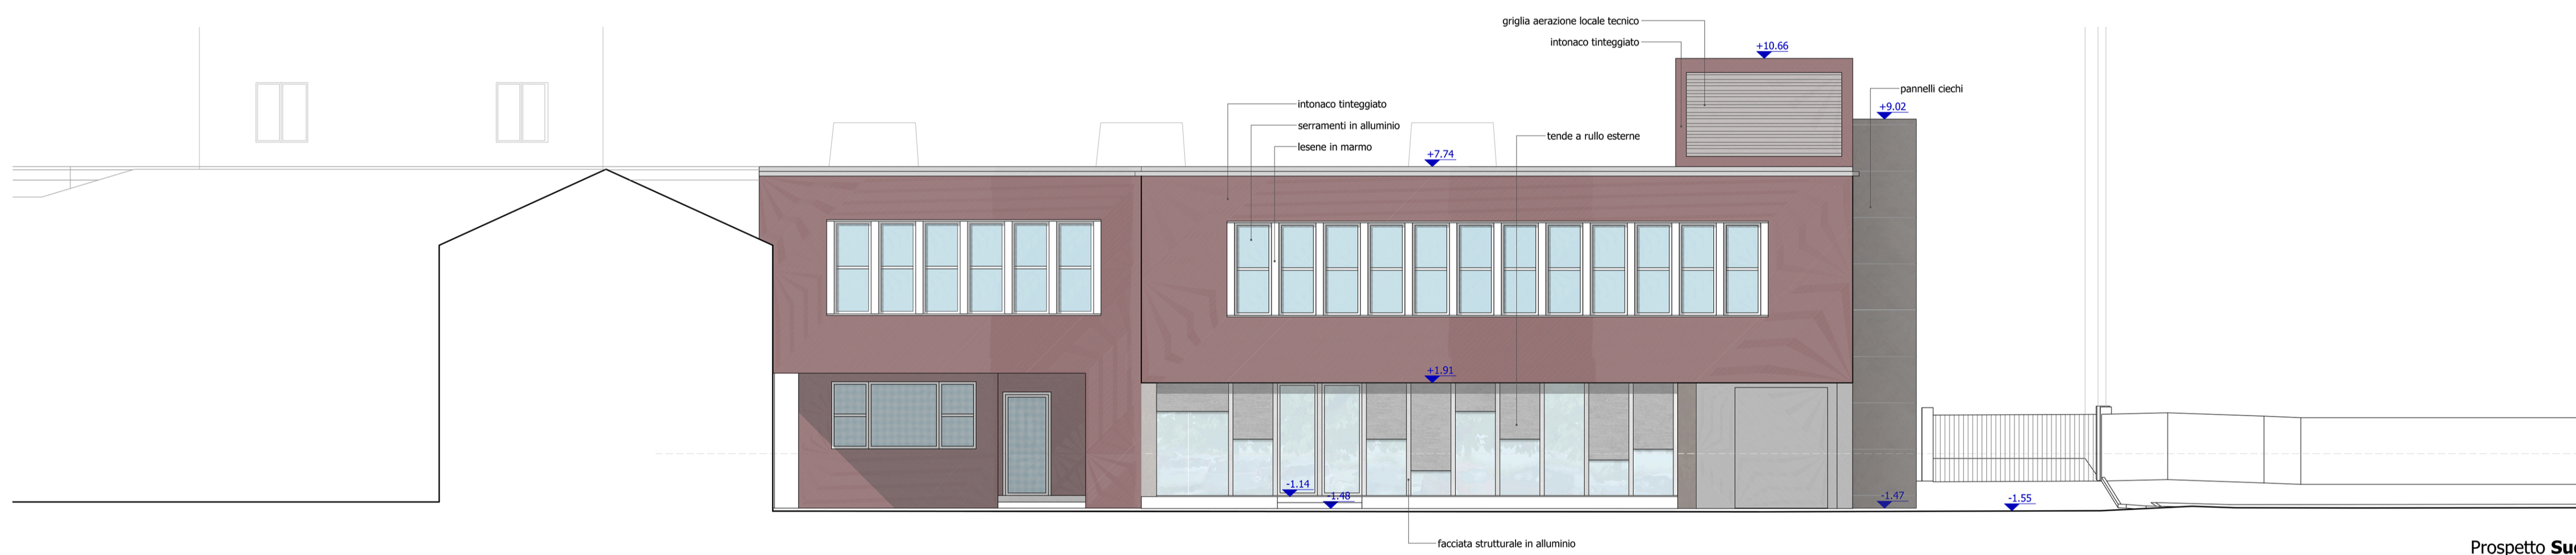 griglia aerazione locale tecnico
intonaco tinteggiato
+10.66
pannelli ciechi
+9.02
intonaco tinteggiato
serramenti in alluminio
lesene in marmo
tende a rullo esterne
+7.74
+1.91
-1.14
-1.48
-1.47
-1.55
facciata strutturale in alluminio
Prospetto